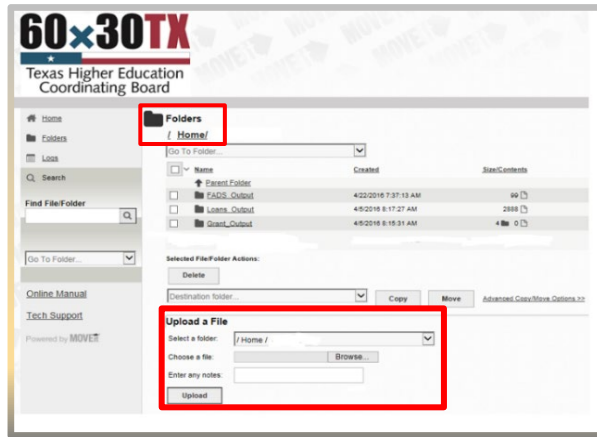 60x30TX
Texas Higher Education
Coordinating Board
Home
Folders
Logs
Search
Find File/Folder
Go To Folder...
Online Manual
Tech Support
Powered by MOVEit
Folders
/ Home/
Go To Folder...
Name Created Size/Contents
Parent Folder
FADS_Output 4/22/2016 7:37:13 AM 99
Loans_Output 4/5/2016 8:17:27 AM 2888
Grant_Output 4/5/2016 8:15:31 AM 4 0
Selected File/Folder Actions:
Delete
Destination folder... Copy Move Advanced Copy/Move Options >>
Upload a File
Select a folder: / Home /
Choose a file: Browse...
Enter any notes:
Upload